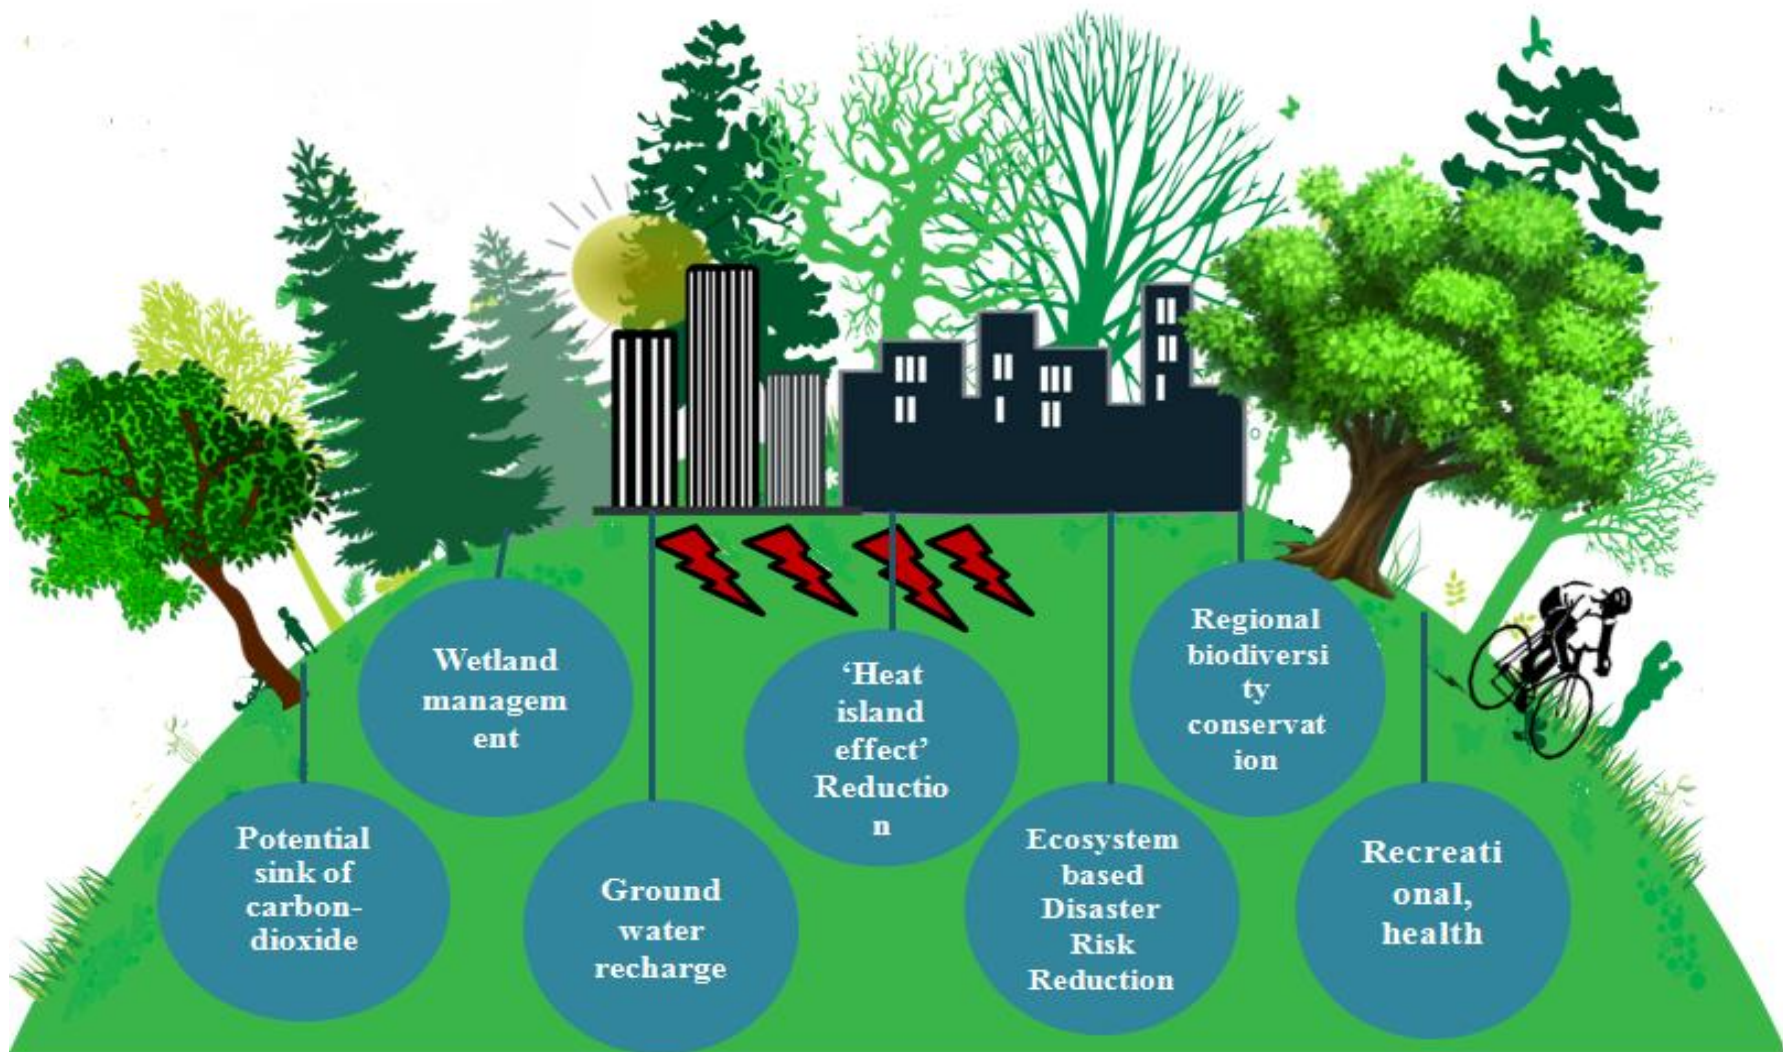 Potential
sink of
carbon-
dioxide
Wetland
managem
ent
Ground
water
recharge
‘Heat
island
effect’
Reductio
n
Ecosystem
based
Disaster
Risk
Reduction
Regional
biodiversi
ty
conservat
ion
Recreati
onal,
health